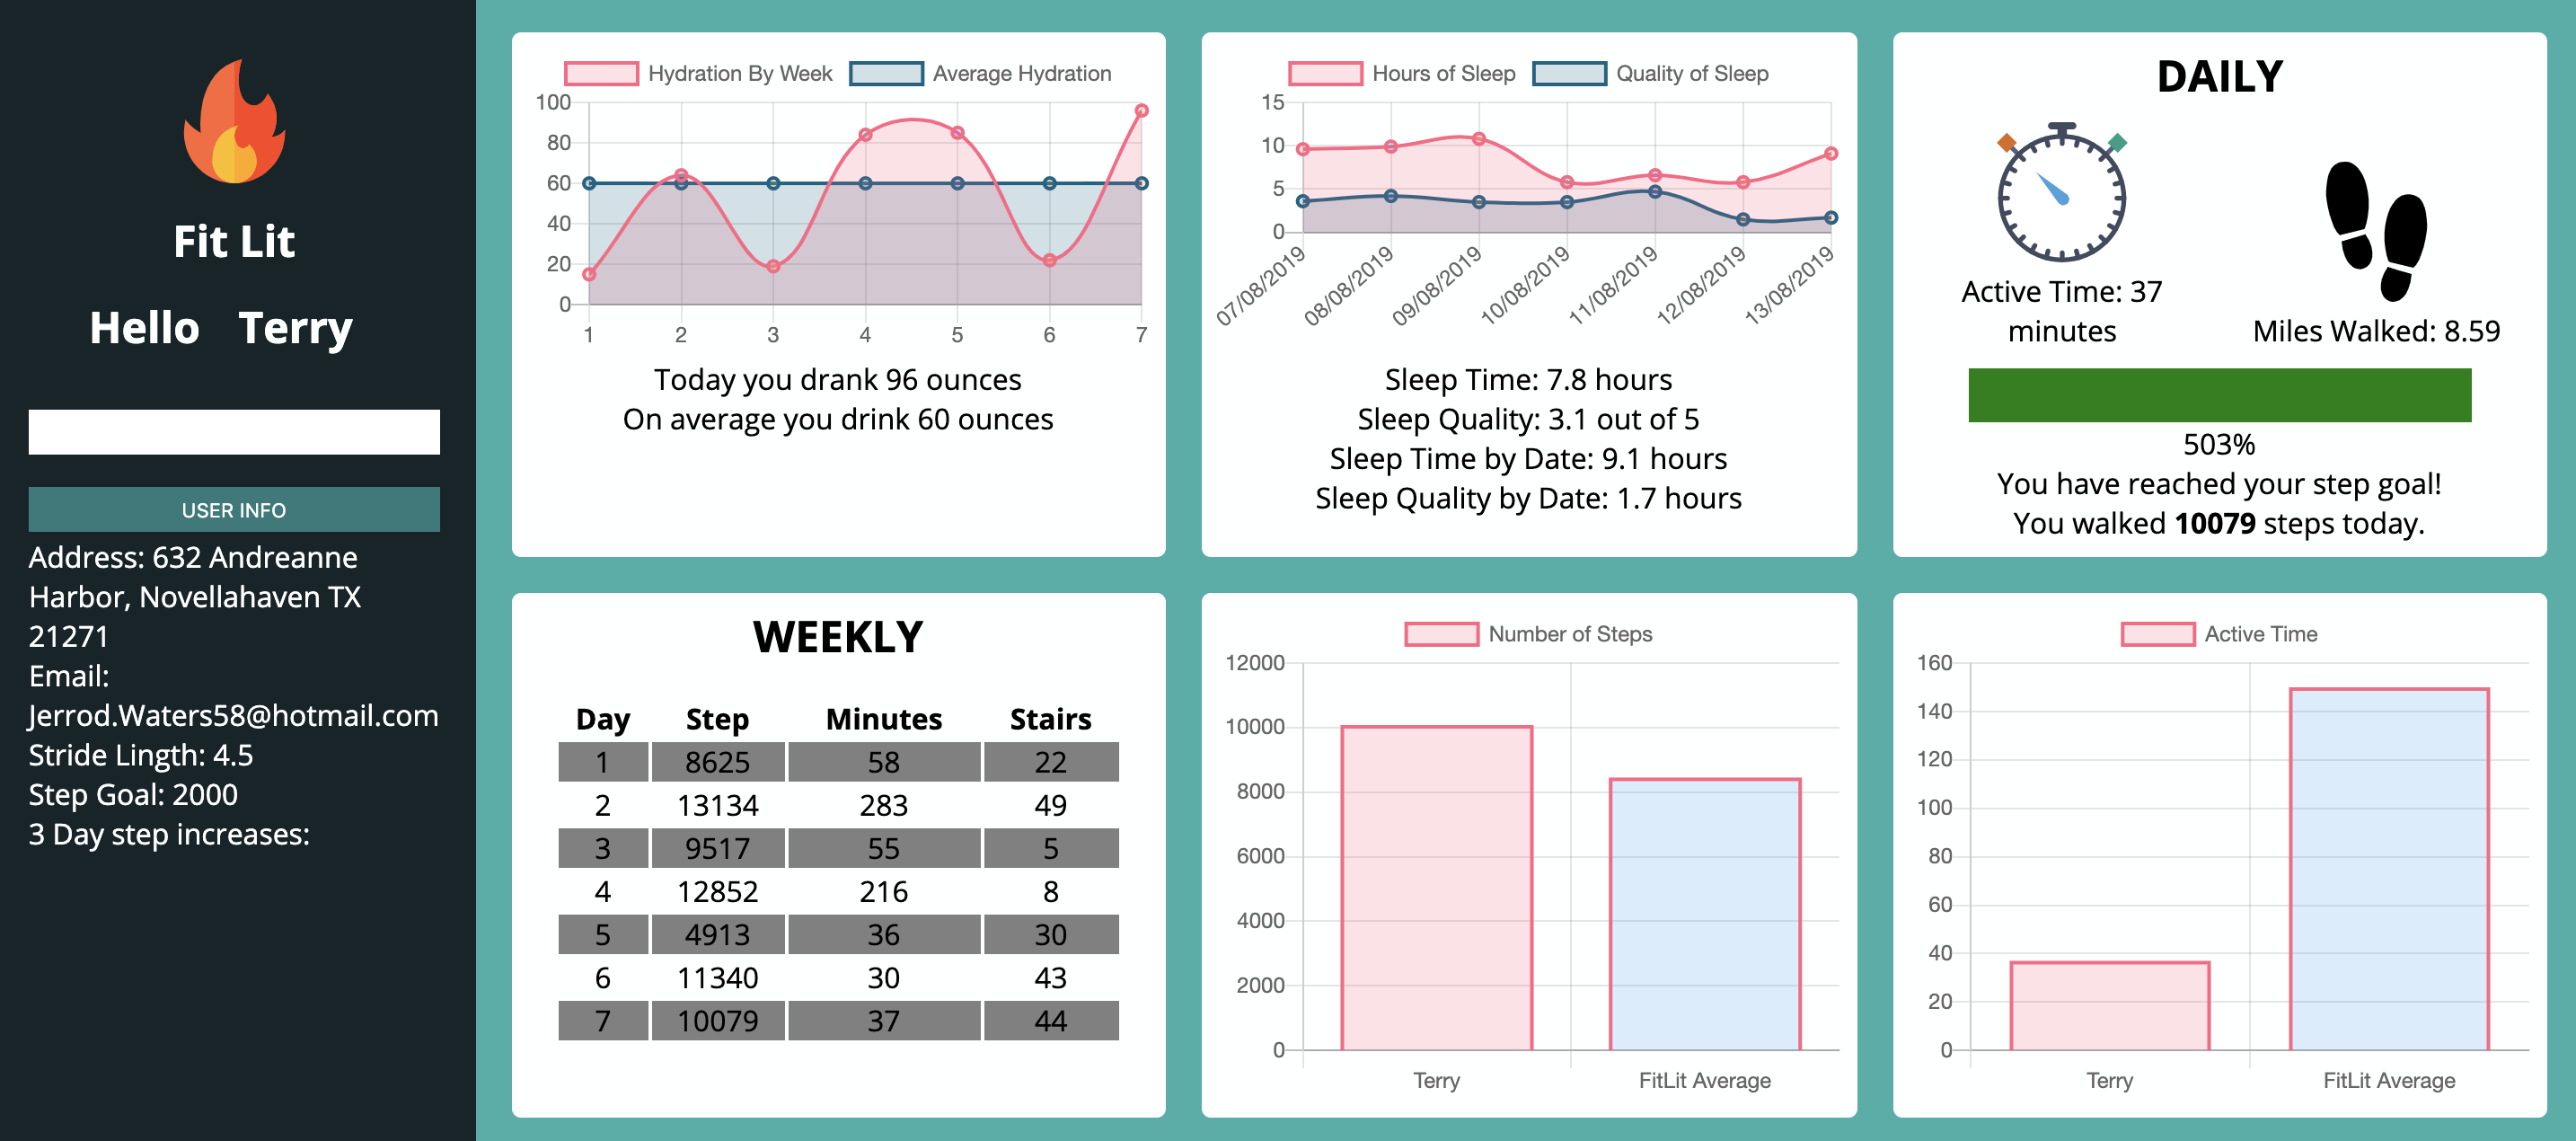 Fit Lit
Hello Terry
USER INFO
Address: 632 Andreanne
Harbor, Novellahaven TX
21271
Email:
Jerrod.Waters58@hotmail.com
Stride Lingth: 4.5
Step Goal: 2000
3 Day step increases:
Hydration By Week Average Hydration
100
80
60
40
20
0
1 2 3 4 5 6 7
Today you drank 96 ounces
On average you drink 60 ounces
Hours of Sleep Quality of Sleep
15
10
5
0
07/08/2019 08/08/2019 09/08/2019 10/08/2019 11/08/2019 12/08/2019 13/08/2019
Sleep Time: 7.8 hours
Sleep Quality: 3.1 out of 5
Sleep Time by Date: 9.1 hours
Sleep Quality by Date: 1.7 hours
DAILY
Active Time: 37
minutes
Miles Walked: 8.59
503%
You have reached your step goal!
You walked 10079 steps today.
WEEKLY
Day Step Minutes Stairs
1 8625 58 22
2 13134 283 49
3 9517 55 5
4 12852 216 8
5 4913 36 30
6 11340 30 43
7 10079 37 44
Number of Steps
12000
10000
8000
6000
4000
2000
0
Terry FitLit Average
Active Time
160
140
120
100
80
60
40
20
0
Terry FitLit Average